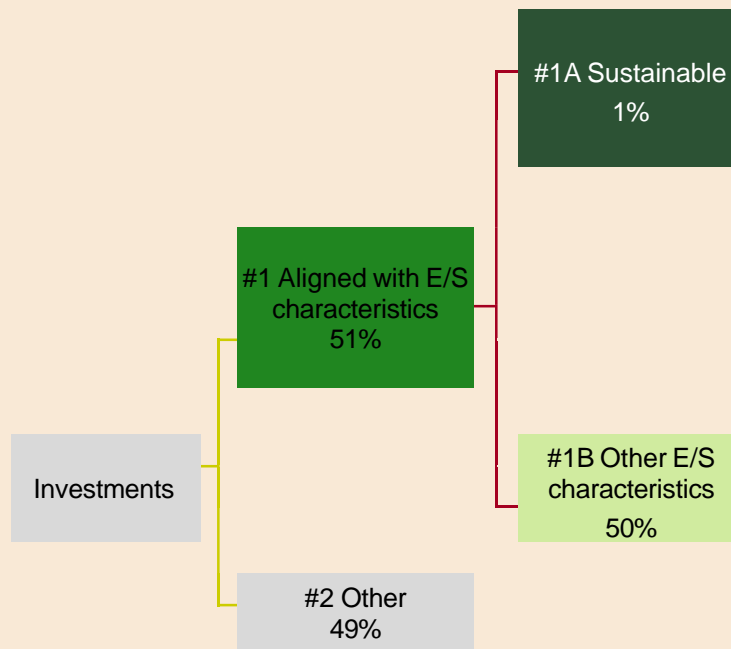 #1A Sustainable
1%
#1 Aligned with E/S
characteristics
51%
Investments
#1B Other E/S
characteristics
50%
#2 Other
49%